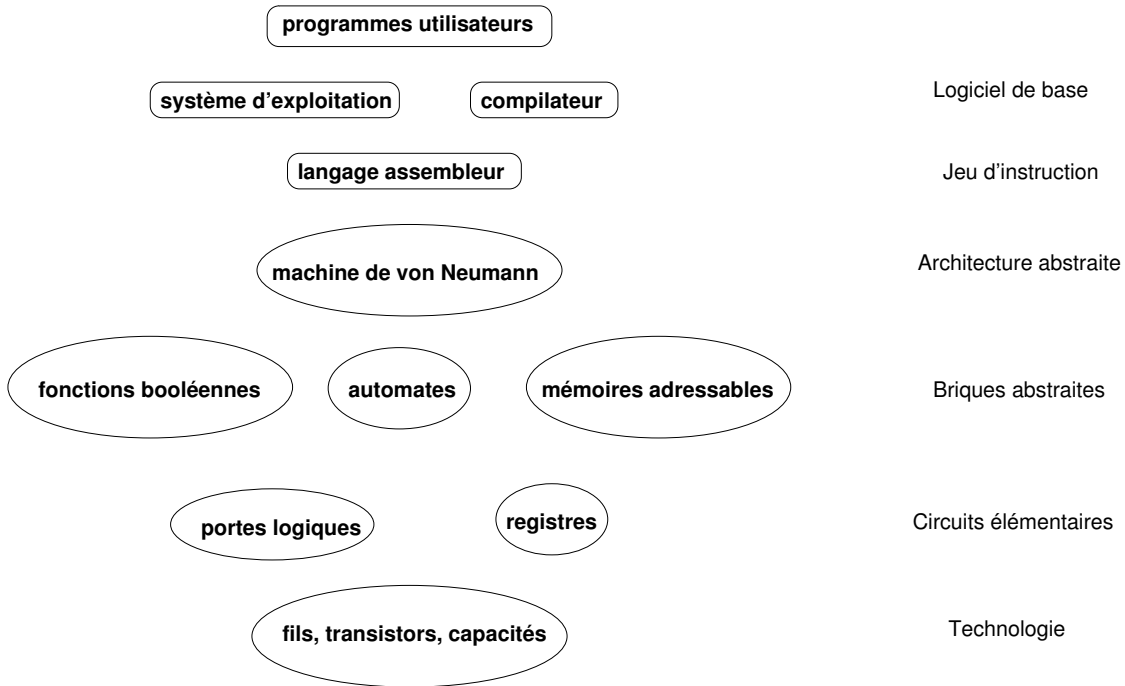 programmes utilisateurs
système d'exploitation compilateur Logiciel de base
langage assembleur Jeu d'instruction
machine de von Neumann Architecture abstraite
fonctions booléennes automates mémoires adressables Briques abstraites
portes logiques registres Circuits élémentaires
fils, transistors, capacités Technologie